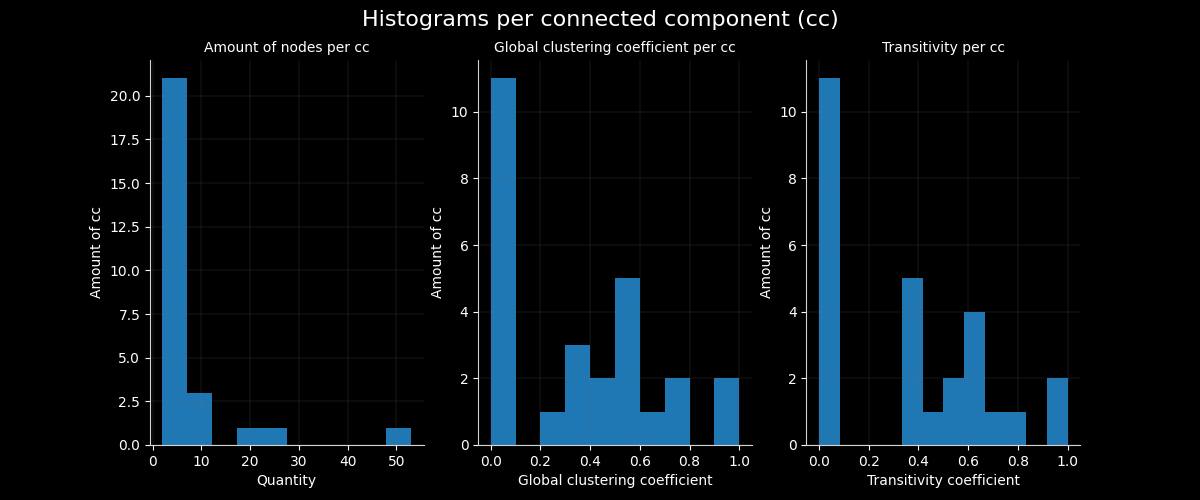 Histograms per connected component (cc)
Amount of nodes per cc
Amount of cc
20.0
17.5
15.0
12.5
10.0
7.5
5.0
2.5
0.0
0 10 20 30 40 50
Quantity
Global clustering coefficient per cc
Amount of cc
10
8
6
4
2
0
0.0 0.2 0.4 0.6 0.8 1.0
Global clustering coefficient
Transitivity per cc
Amount of cc
10
8
6
4
2
0
0.0 0.2 0.4 0.6 0.8 1.0
Transitivity coefficient